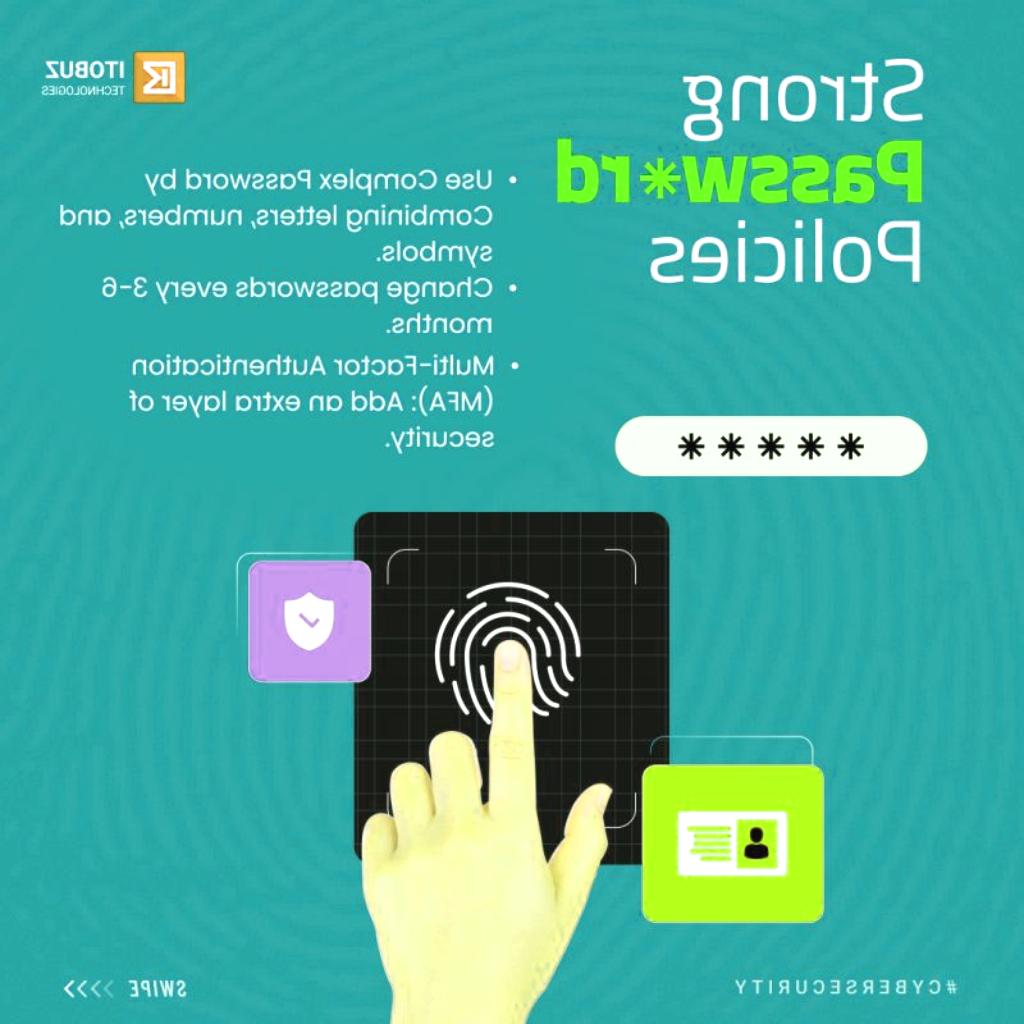 Strong
Passw*rd
Policies
ITOBUZ
TECHNOLOGIES
• Use Complex Password by
Combining letters, numbers, and
symbols.
• Change passwords every 3-6
months.
• Multi-Factor Authentication
(MFA): Add an extra layer of
security.
* * * * *
#CYBERSECURITY
SWIPE >>>>